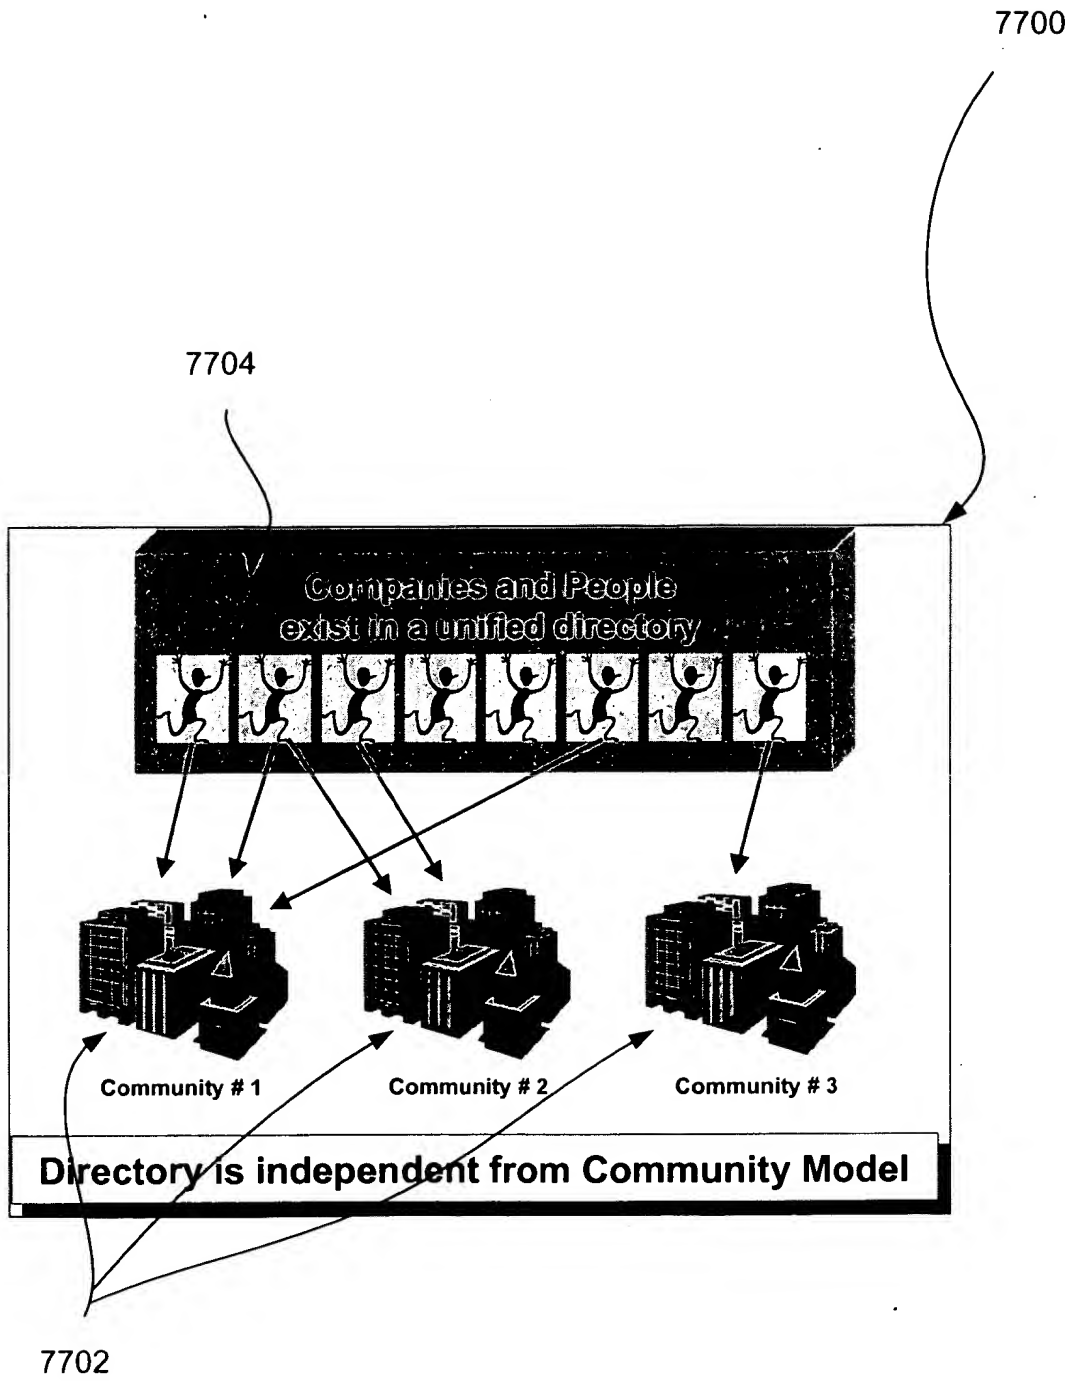 7700
7704
Companies and People
exist in a unified directory
Community # 1
Community # 2
Community # 3
Directory is independent from Community Model
7702